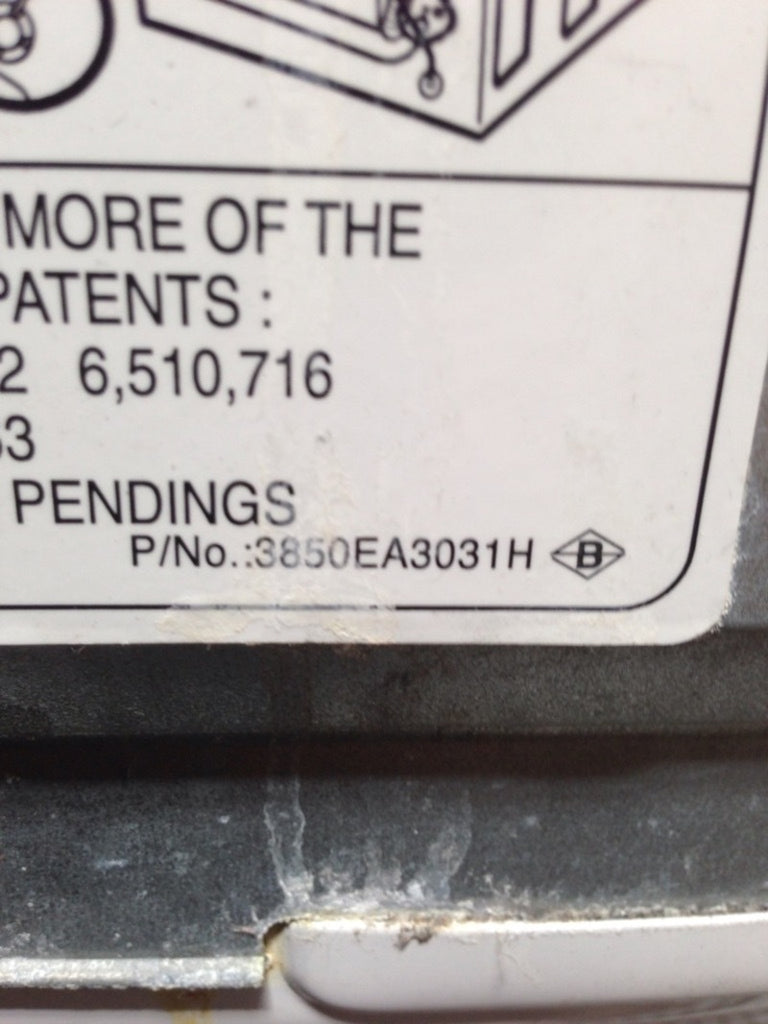 MORE OF THE
PATENTS :
2 6,510,716
3
PENDINGS
P/No.:3850EA3031H B